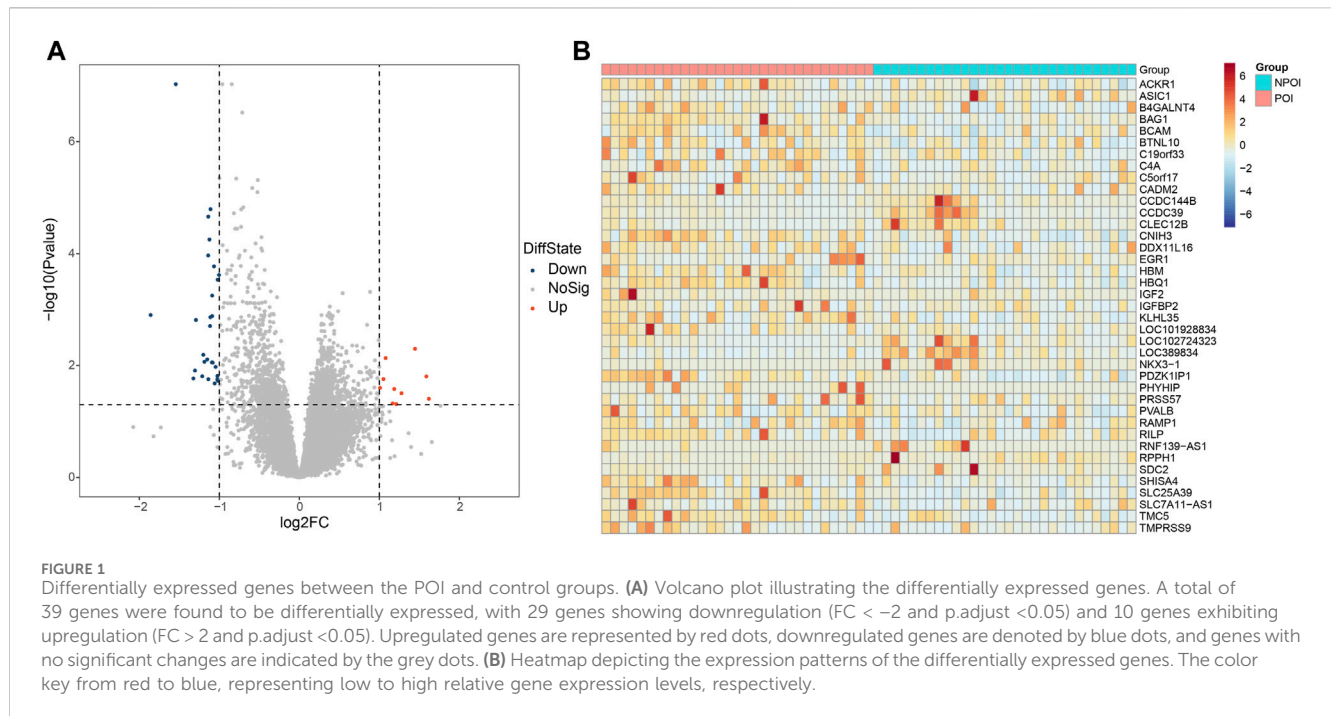 A
B
−log10(Pvalue)
6
4
2
0
−2
−1
0
1
2
log2FC
DiffState
Down
NoSig
Up
Group
ACKR1
ASIC1
B4GALNT4
BAG1
BCAM
BTNL10
C19orf33
C4A
C5orf17
CADM2
CCDC144B
CCDC39
CLEC12B
CNIH3
DDX11L16
EGR1
HBM
HBQ1
IGF2
IGFBP2
KLHL35
LOC101928834
LOC102724323
LOC389834
NKX3−1
PDZK1IP1
PHYHIP
PRSS57
PVALB
RAMP1
RILP
RNF139−AS1
RPPH1
SDC2
SHISA4
SLC25A39
SLC7A11−AS1
TMC5
TMPRSS9
6
4
2
0
−2
−4
−6
Group
NPOI
POI
FIGURE 1
Differentially expressed genes between the POI and control groups. (A) Volcano plot illustrating the differentially expressed genes. A total of
39 genes were found to be differentially expressed, with 29 genes showing downregulation (FC < −2 and p.adjust <0.05) and 10 genes exhibiting
upregulation (FC > 2 and p.adjust <0.05). Upregulated genes are represented by red dots, downregulated genes are denoted by blue dots, and genes with
no significant changes are indicated by the grey dots. (B) Heatmap depicting the expression patterns of the differentially expressed genes. The color
key from red to blue, representing low to high relative gene expression levels, respectively.